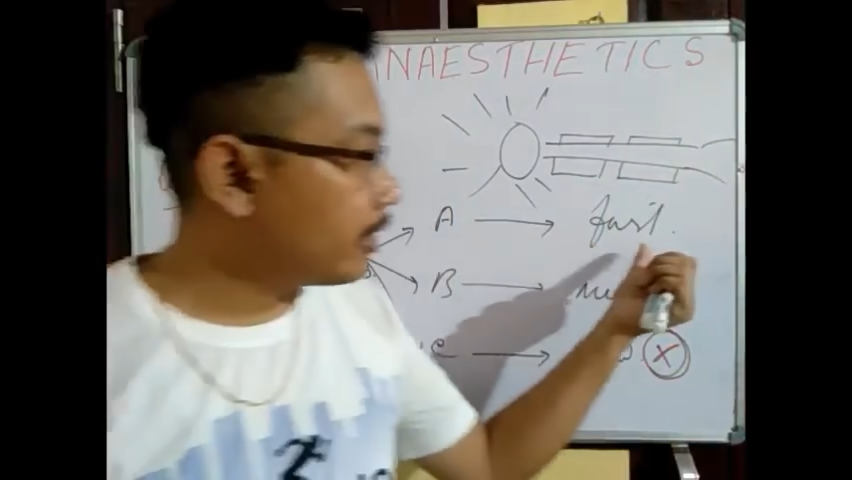 ANAESTHETICS
A → fast.
B →
C →